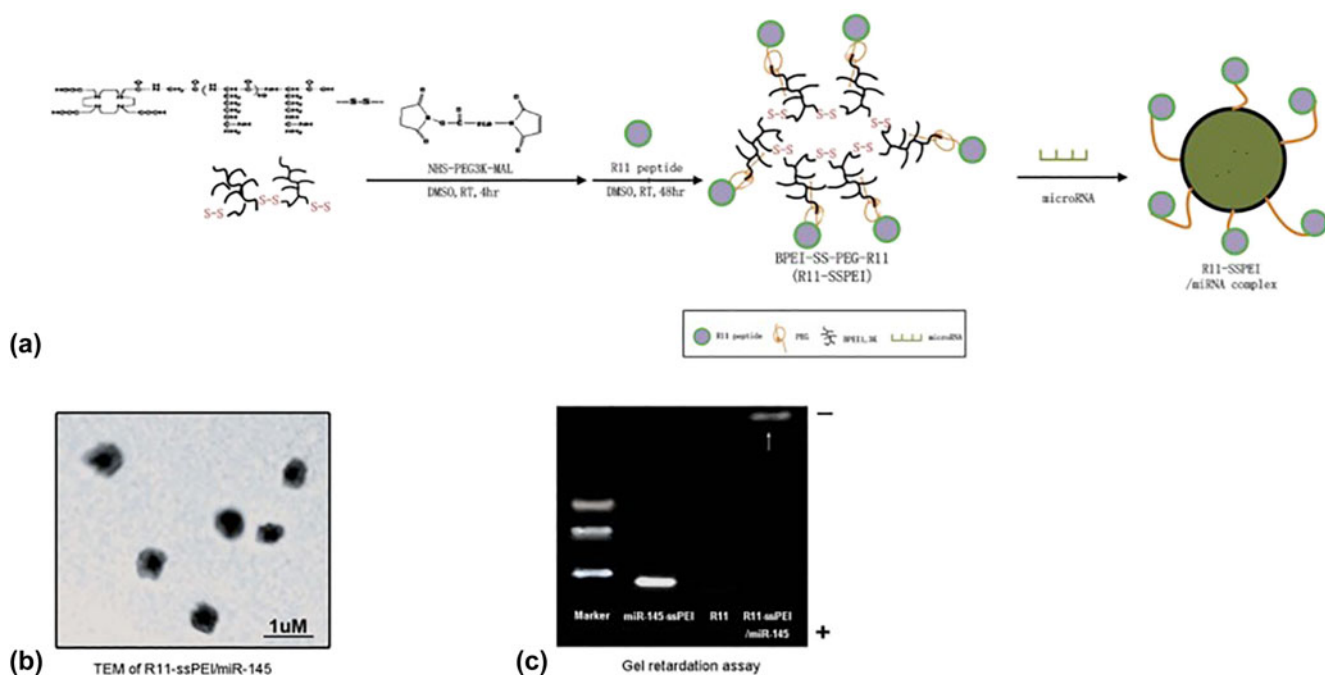 NHS-PEG3K-MAL
DMSO,RT,4hr
R11 peptide
DMSO,RT,48hr
S-S
S-S
S-S
S-S
S-S
S-S
S-S
S-S
S-S
S-S
BPEI-SS-PEG-R11
(R11-SSPEI)
microRNA
R11-SSPEI
/miRNA complex
R11 peptide
PEG
BPEI1.3K
microRNA
(a)
1uM
(b)
TEM of R11-ssPEI/miR-145
Marker
miR-145-ssPEI
R11
R11-ssPEI
/miR-145
−
+
(c)
Gel retardation assay